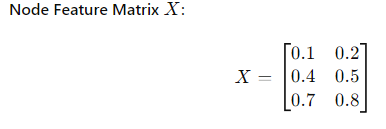 Node Feature Matrix X:
X = [0.1 0.2
0.4 0.5
0.7 0.8]